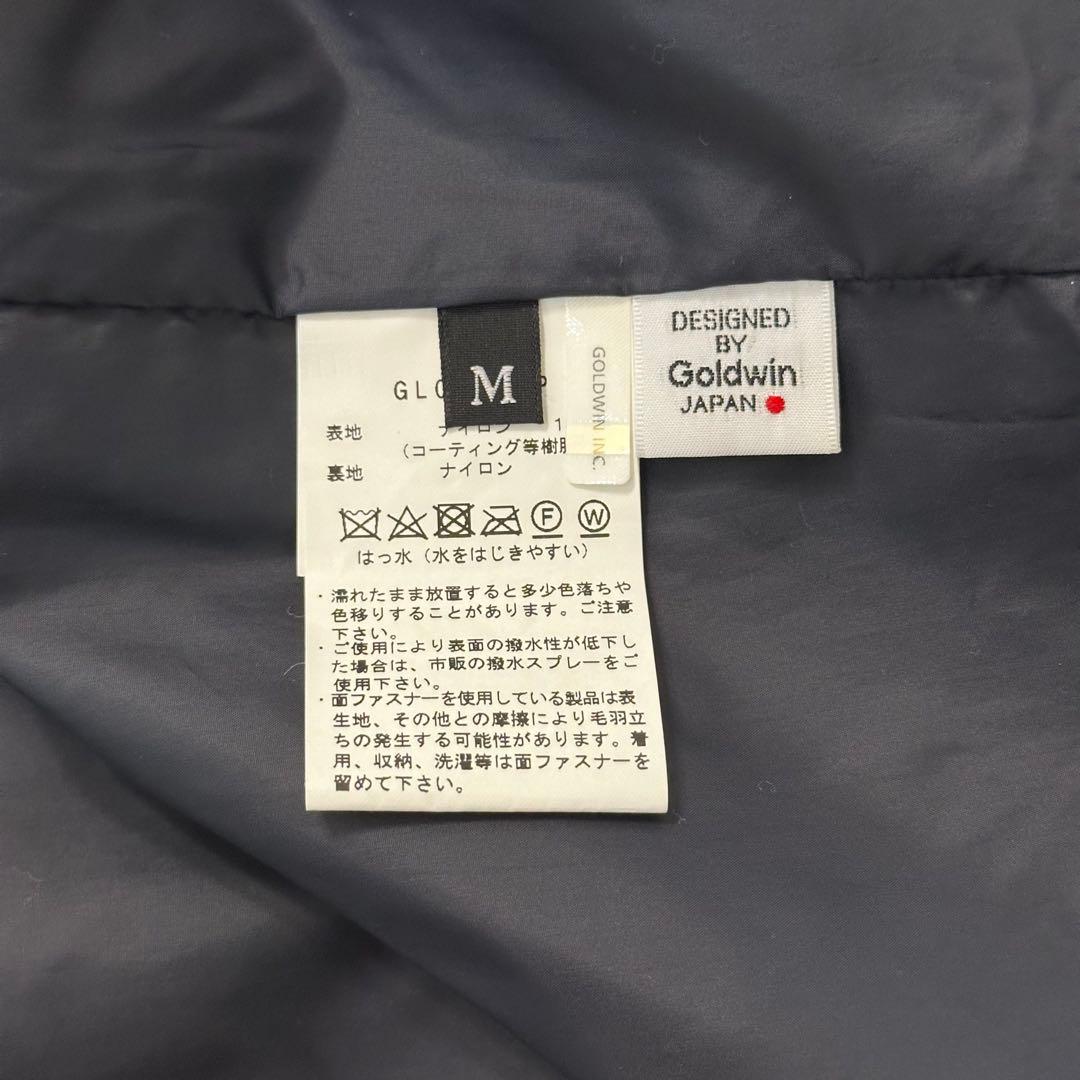 M
GOLDWIN INC.
DESIGNED
BY
Goldwin
JAPAN
表地 ナイロン 1
(コーティング等樹脂
裏地 ナイロン
F W
はっ水 (水をはじきやすい)
・濡れたまま放置すると多少色落ちや
色移りすることがあります。ご注意
下さい。
・ご使用により表面の撥水性が低下し
た場合は、市販の撥水スプレーをご
使用下さい。
・面ファスナーを使用している製品は表
生地、その他との摩擦により毛羽立
ちの発生する可能性があります。着
用、収納、洗濯等は面ファスナーを
留めて下さい。